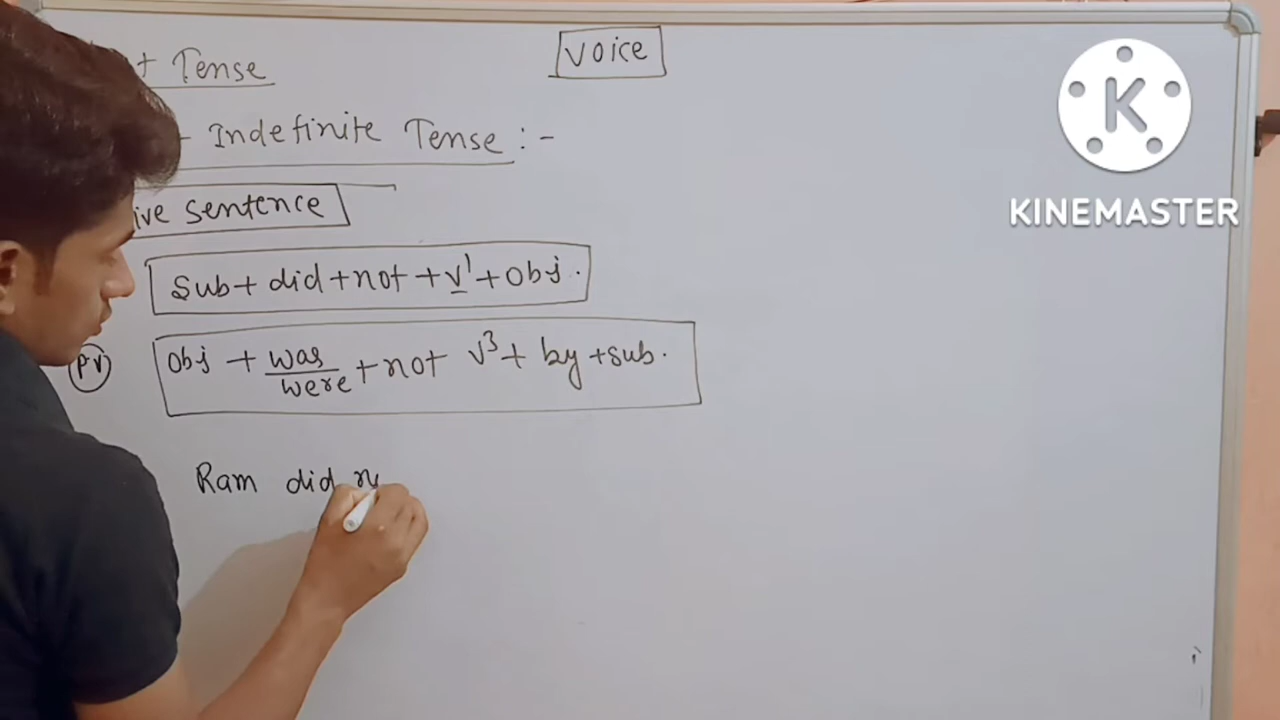 Tense
Voice
Indefinite Tense :-
sentence
Sub + did + not + v¹ + obj.
PV
obj + was/were + not v³ + by + sub.
Ram did
KINEMASTER